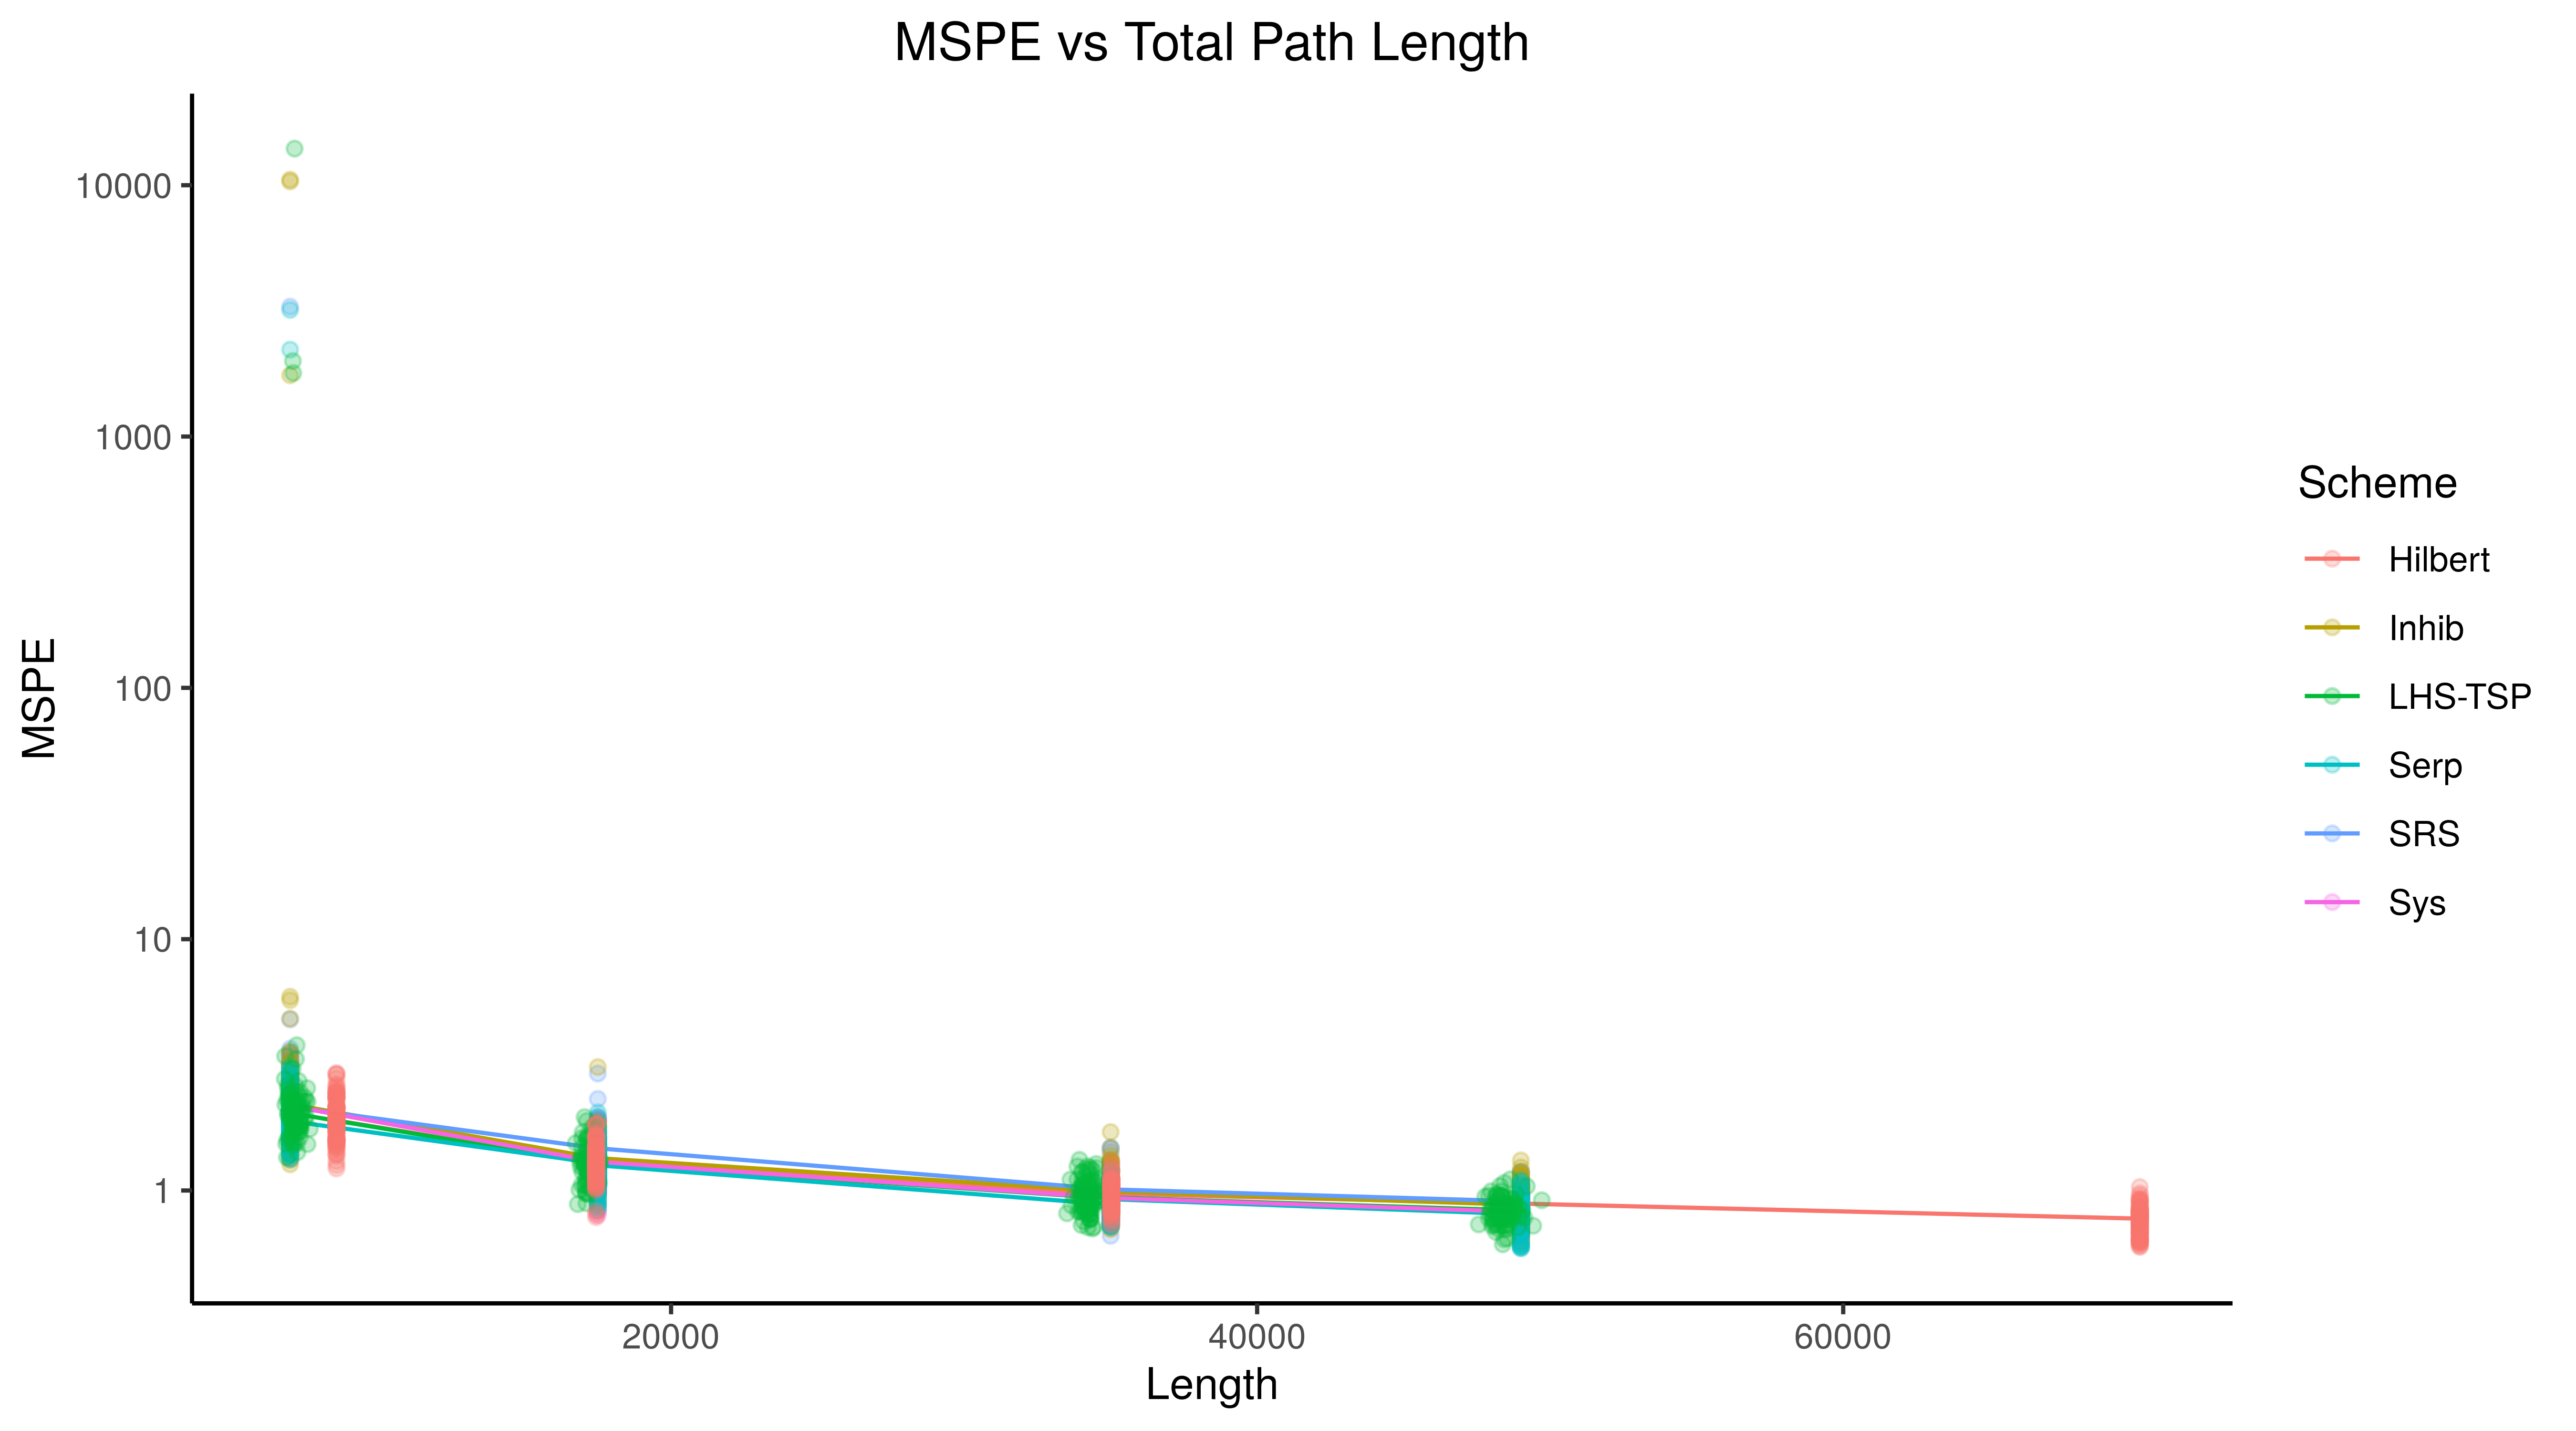 MSPE vs Total Path Length
MSPE
10000
1000
100
10
1
20000
40000
60000
Length
Scheme
Hilbert
Inhib
LHS-TSP
Serp
SRS
Sys